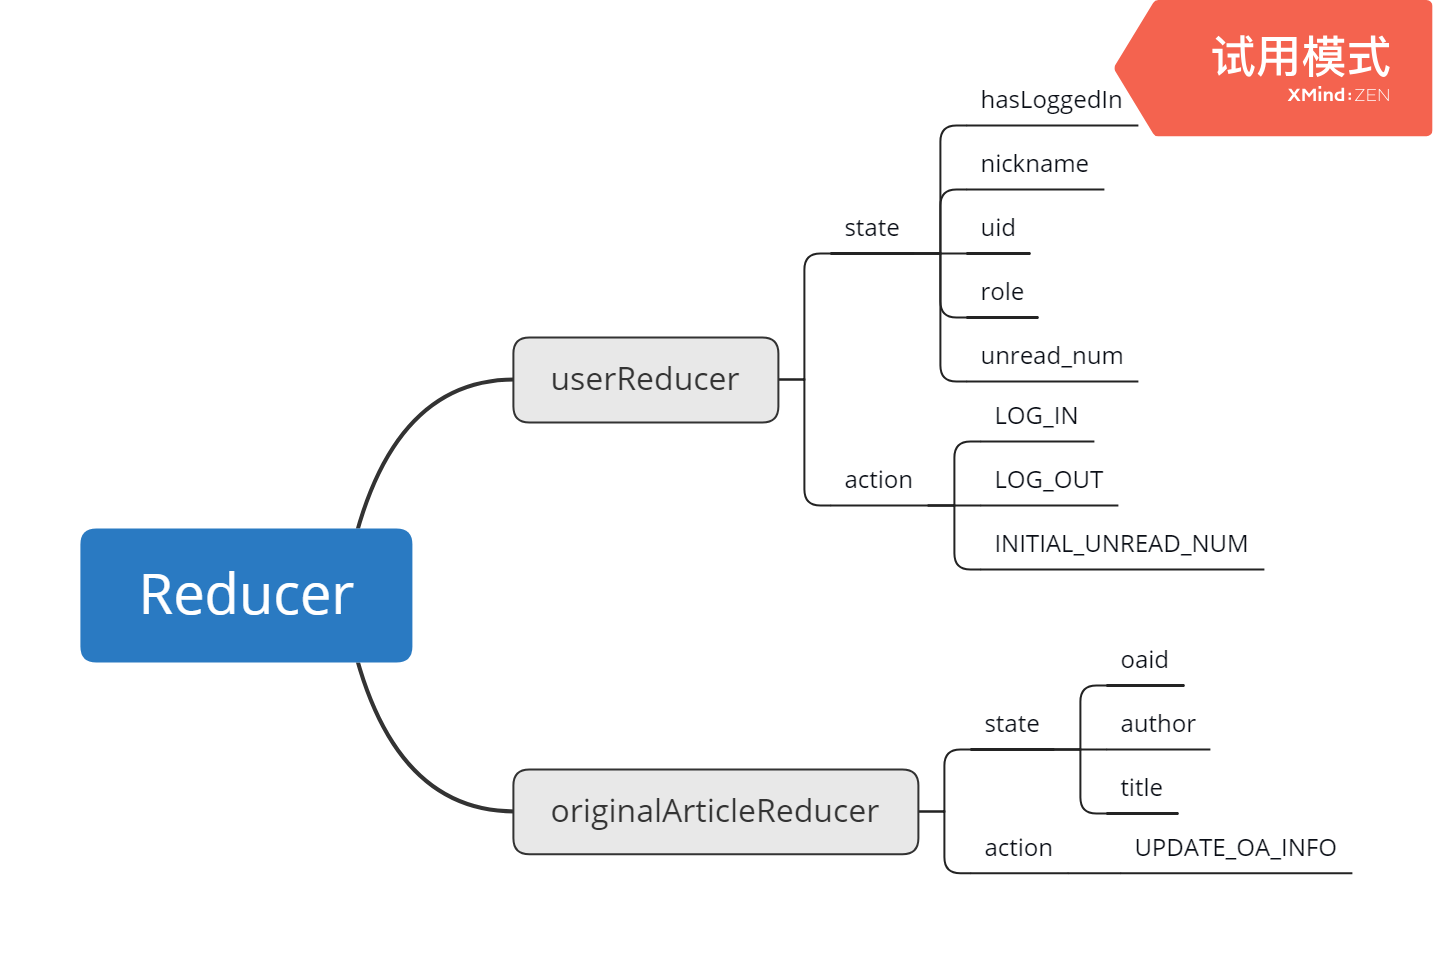 试用模式
XMind:ZEN
hasLoggedIn
nickname
state
uid
role
userReducer
unread_num
LOG_IN
action
LOG_OUT
INITIAL_UNREAD_NUM
Reducer
oaid
state
author
title
originalArticleReducer
action
UPDATE_OA_INFO